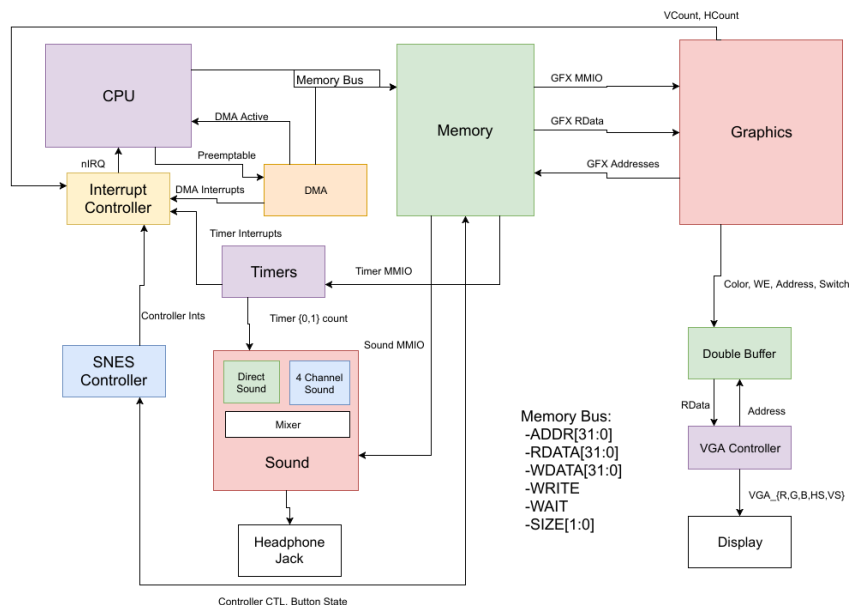 VCount, HCount
CPU
Memory Bus
Memory
GFX MMIO
Graphics
DMA Active
GFX RData
Preemptable
nIRQ
GFX Addresses
Interrupt
Controller
DMA Interrupts
DMA
Timer Interrupts
Timers
Timer MMIO
Color, WE, Address, Switch
Controller Ints
Timer {0,1} count
Sound MMIO
SNES
Controller
Double Buffer
Direct
Sound
4 Channel
Sound
RData
Address
Mixer
Sound
Memory Bus:
-ADDR[31:0]
-RDATA[31:0]
-WDATA[31:0]
-WRITE
-WAIT
-SIZE[1:0]
VGA Controller
VGA_{R,G,B,HS,VS}
Headphone
Jack
Display
Controller CTL, Button State